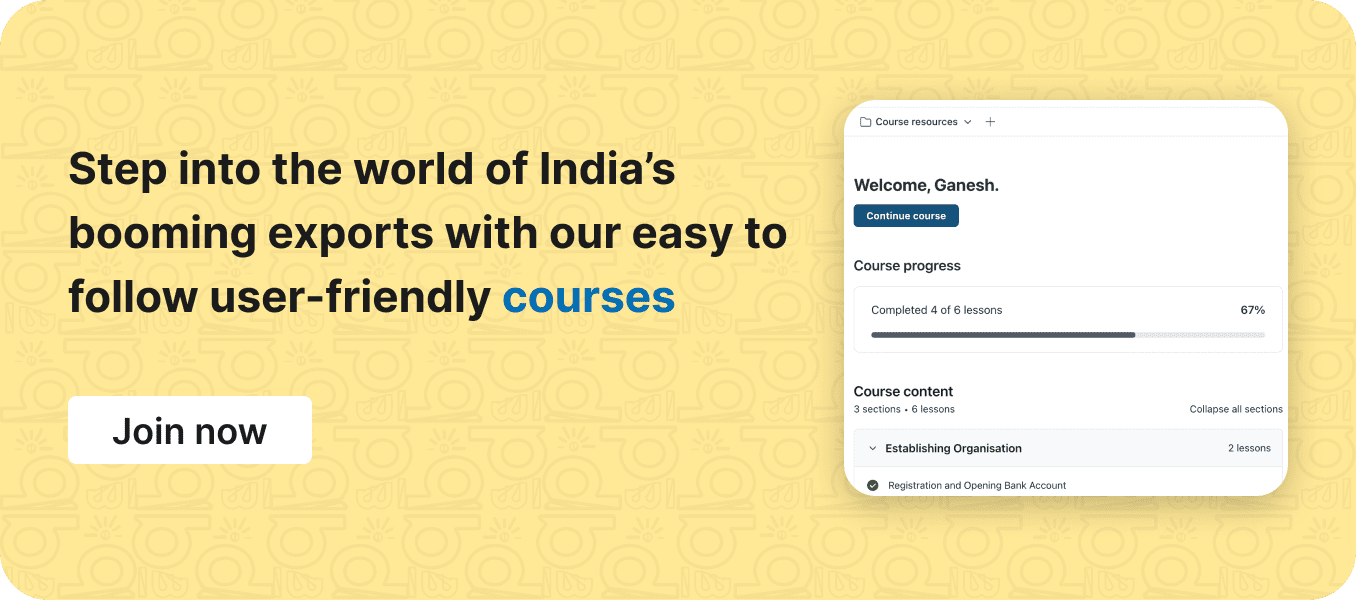 Step into the world of India’s
booming exports with our easy to
follow user-friendly courses
Join now
Course resources
Welcome, Ganesh.
Continue course
Course progress
Completed 4 of 6 lessons 67%
Course content
3 sections • 6 lessons Collapse all sections
Establishing Organisation 2 lessons
Registration and Opening Bank Account